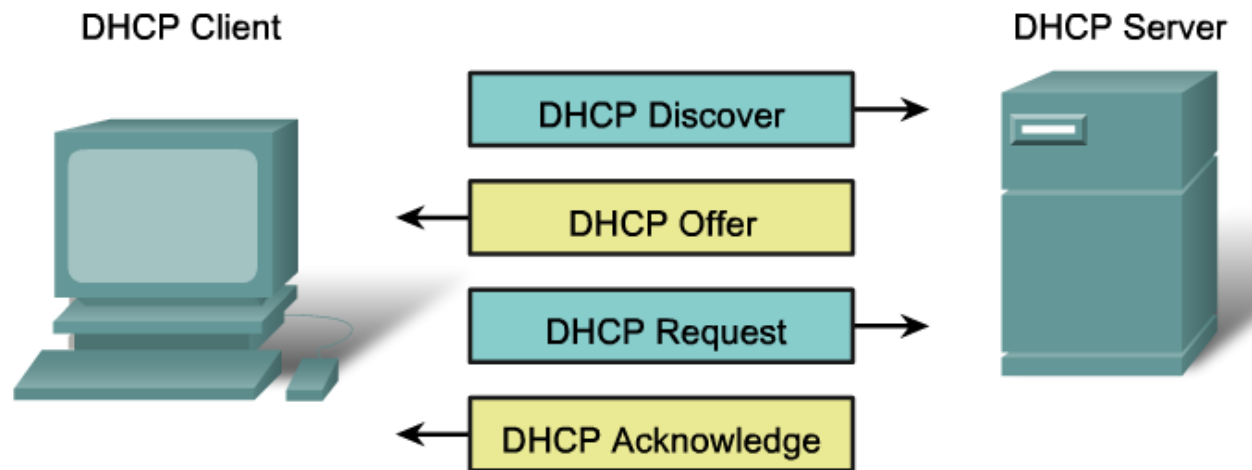 DHCP Client
DHCP Server
DHCP Discover
DHCP Offer
DHCP Request
DHCP Acknowledge